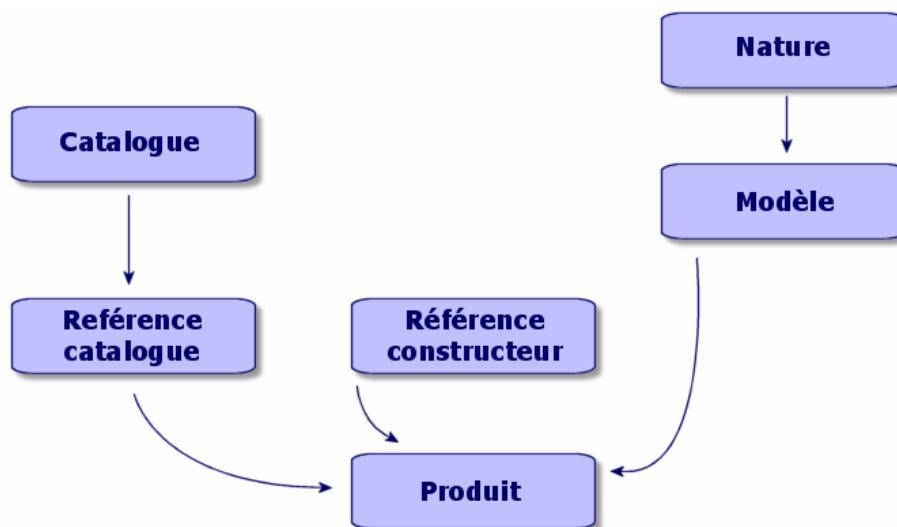 Nature
Catalogue
Modèle
Reférence
catalogue
Référence
constructeur
Produit